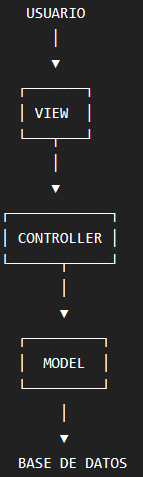 USUARIO
VIEW
CONTROLLER
MODEL
BASE DE DATOS